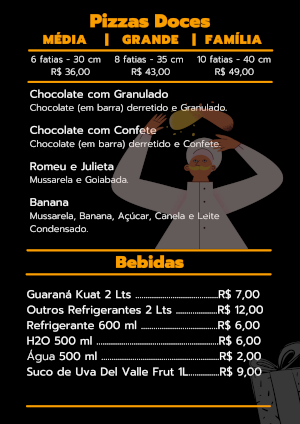 Pizzas Doces
MÉDIA | GRANDE | FAMÍLIA
6 fatias - 30 cm 8 fatias - 35 cm 10 fatias - 40 cm
R$ 36,00 R$ 43,00 R$ 49,00
Chocolate com Granulado
Chocolate (em barra) derretido e Granulado.
Chocolate com Confete
Chocolate (em barra) derretido e Confete.
Romeu e Julieta
Mussarela e Goiabada.
Banana
Mussarela, Banana, Açúcar, Canela e Leite
Condensado.
Bebidas
Guaraná Kuat 2 Lts ......................................R$ 7,00
Outros Refrigerantes 2 Lts ..................R$ 12,00
Refrigerante 600 ml ...................................R$ 6,00
H2O 500 ml ........................................................R$ 6,00
Água 500 ml ......................................................R$ 2,00
Suco de Uva Del Valle Frut 1L..............R$ 9,00